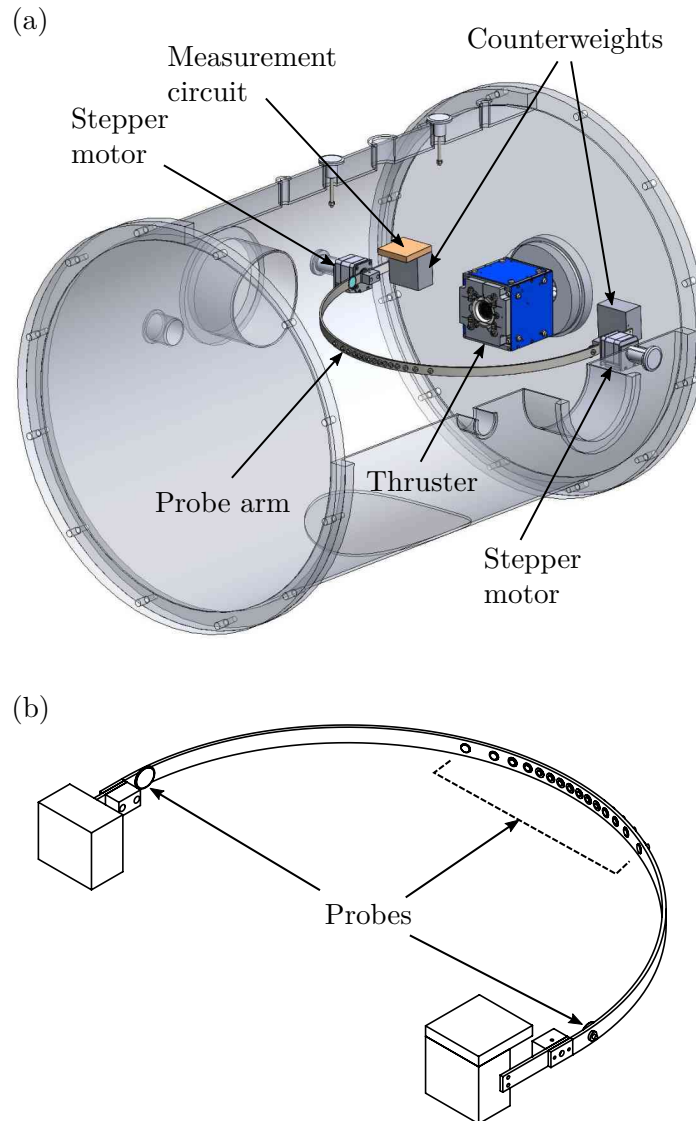 (a)
Counterweights
Measurement
circuit
Stepper
motor
Probe arm
Thruster
Stepper
motor
(b)
Probes